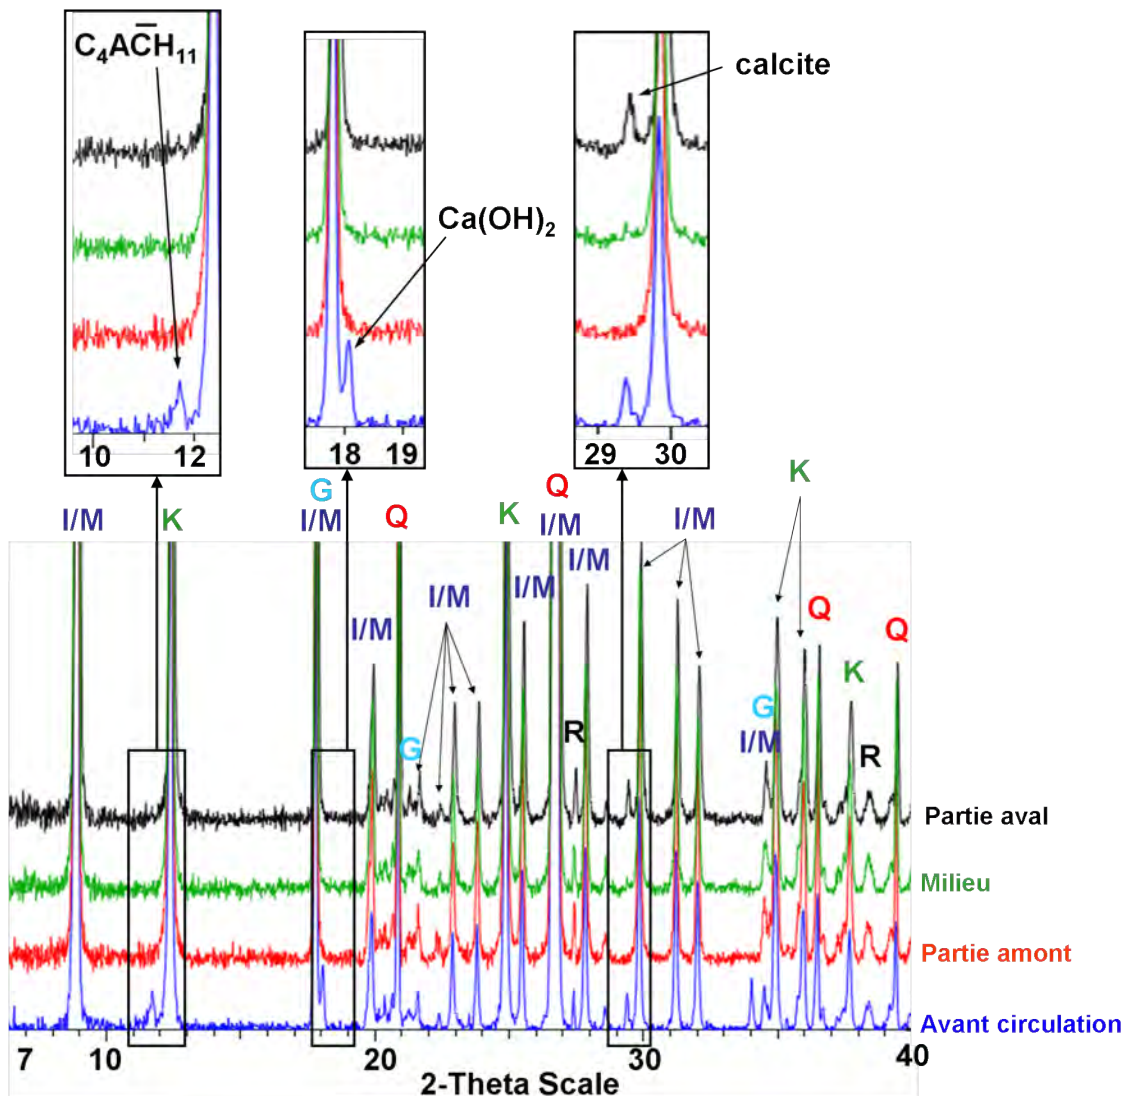 C₄AC̅H₁₁
calcite
Ca(OH)₂
10 12
18 19
29 30
G Q K
I/M K I/M Q I/M K I/M
I/M I/M I/M I/M Q Q
K
G R G I/M R
Partie aval
Milieu
Partie amont
Avant circulation
7 10 20 30 40
2-Theta Scale